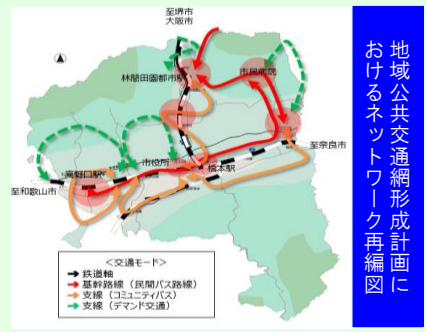 地域公共交通網形成計画に
おけるネットワーク再編図
至堺市
大阪市
林間田園都市駅
市民病院
至奈良市
市役所
橋本駅
高野口駅
至和歌山市
<交通モード>
鉄道軸
基幹路線（民間バス路線）
支線（コミュニティバス）
支線（デマンド交通）